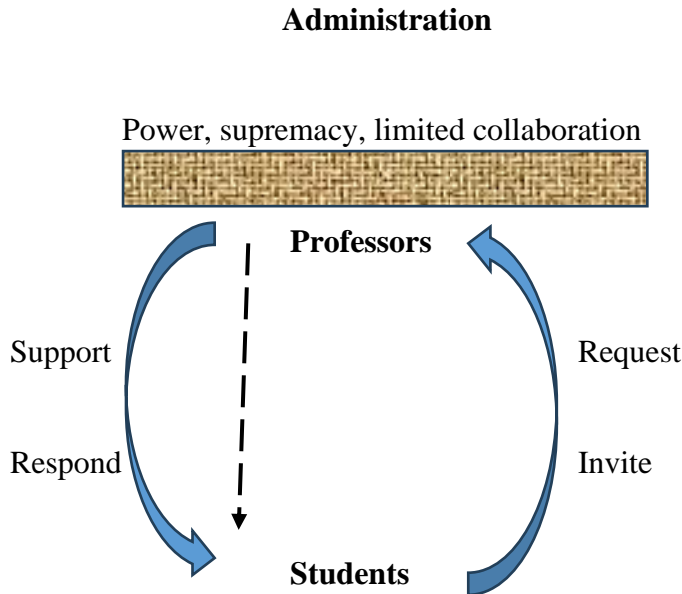 Administration
Power, supremacy, limited collaboration
Professors
Support
Request
Respond
Invite
Students